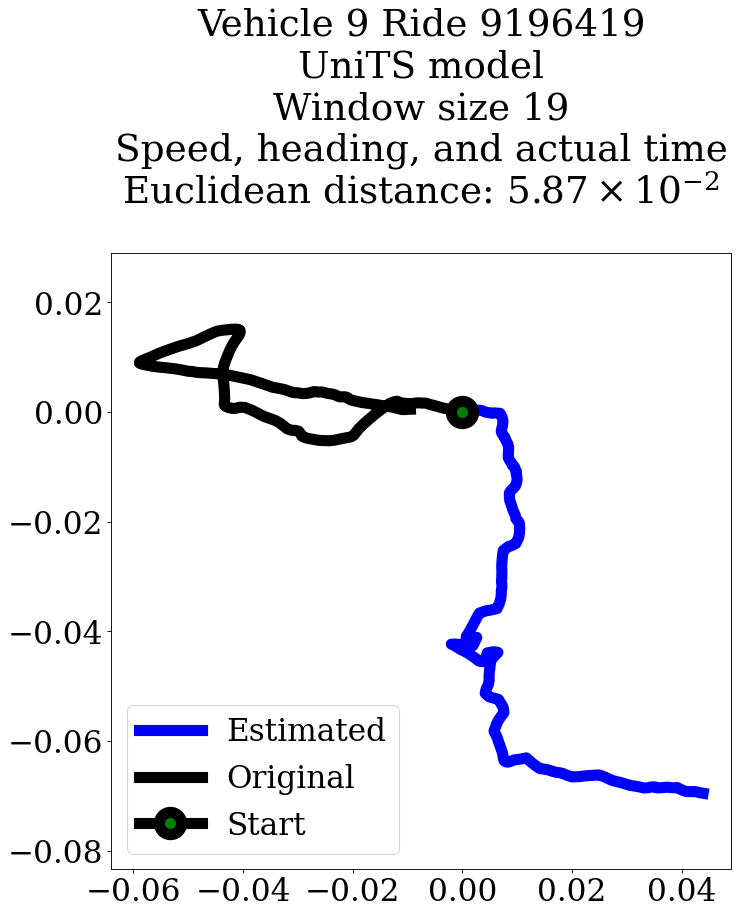 Vehicle 9 Ride 9196419
UniTS model
Window size 19
Speed, heading, and actual time
Euclidean distance: $5.87 \times 10^{-2}$
0.02
0.00
−0.02
−0.04
−0.06
−0.08
Estimated
Original
Start
−0.06 −0.04 −0.02 0.00 0.02 0.04